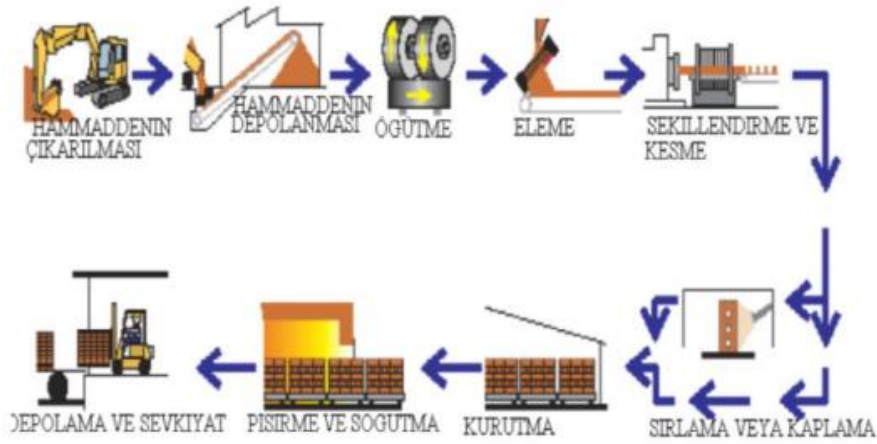 HAMMADDENIN
ÇIKARILMASI
HAMMADDENIN
DEPOLANMASI
ÖGÜTME
ELEME
SEKILLENDIRME VE
KESME
DEPOLAMA VE SEVKIYAT
PISIRME VE SOGUTMA
KURUTMA
SIRLAMA VEYA KAPLAMA